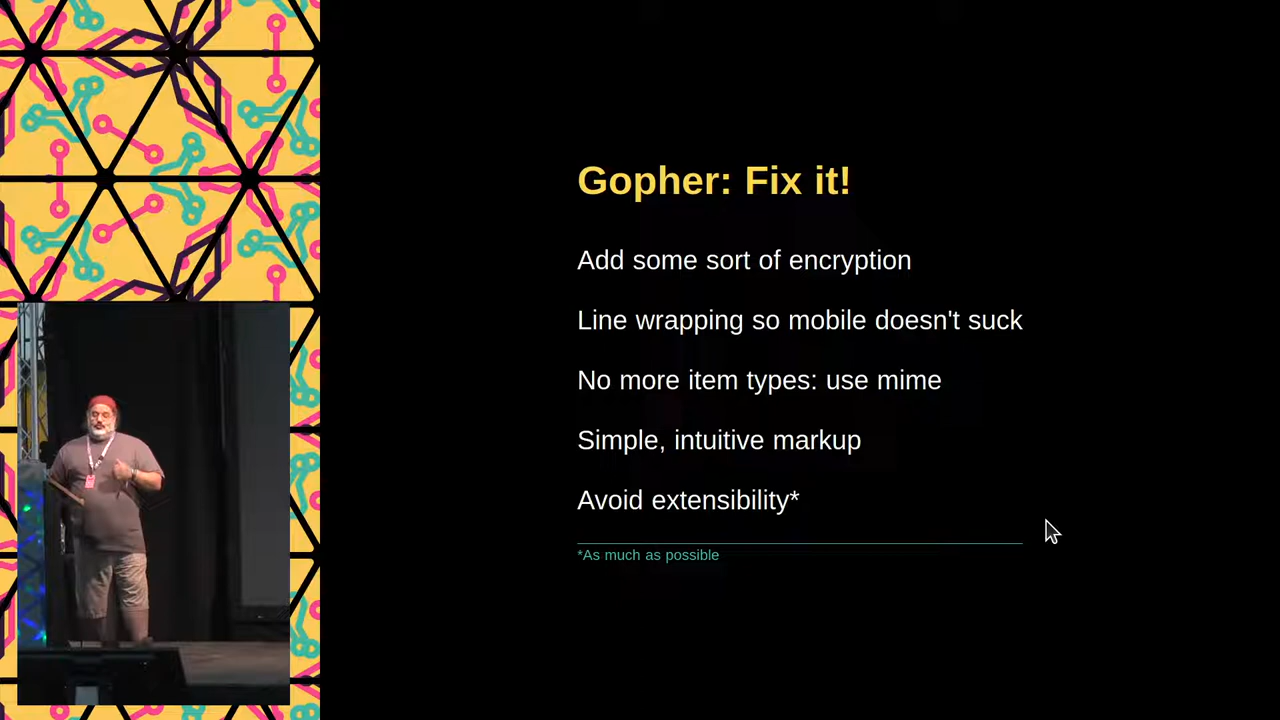 Gopher: Fix it!
Add some sort of encryption
Line wrapping so mobile doesn't suck
No more item types: use mime
Simple, intuitive markup
Avoid extensibility*
*As much as possible